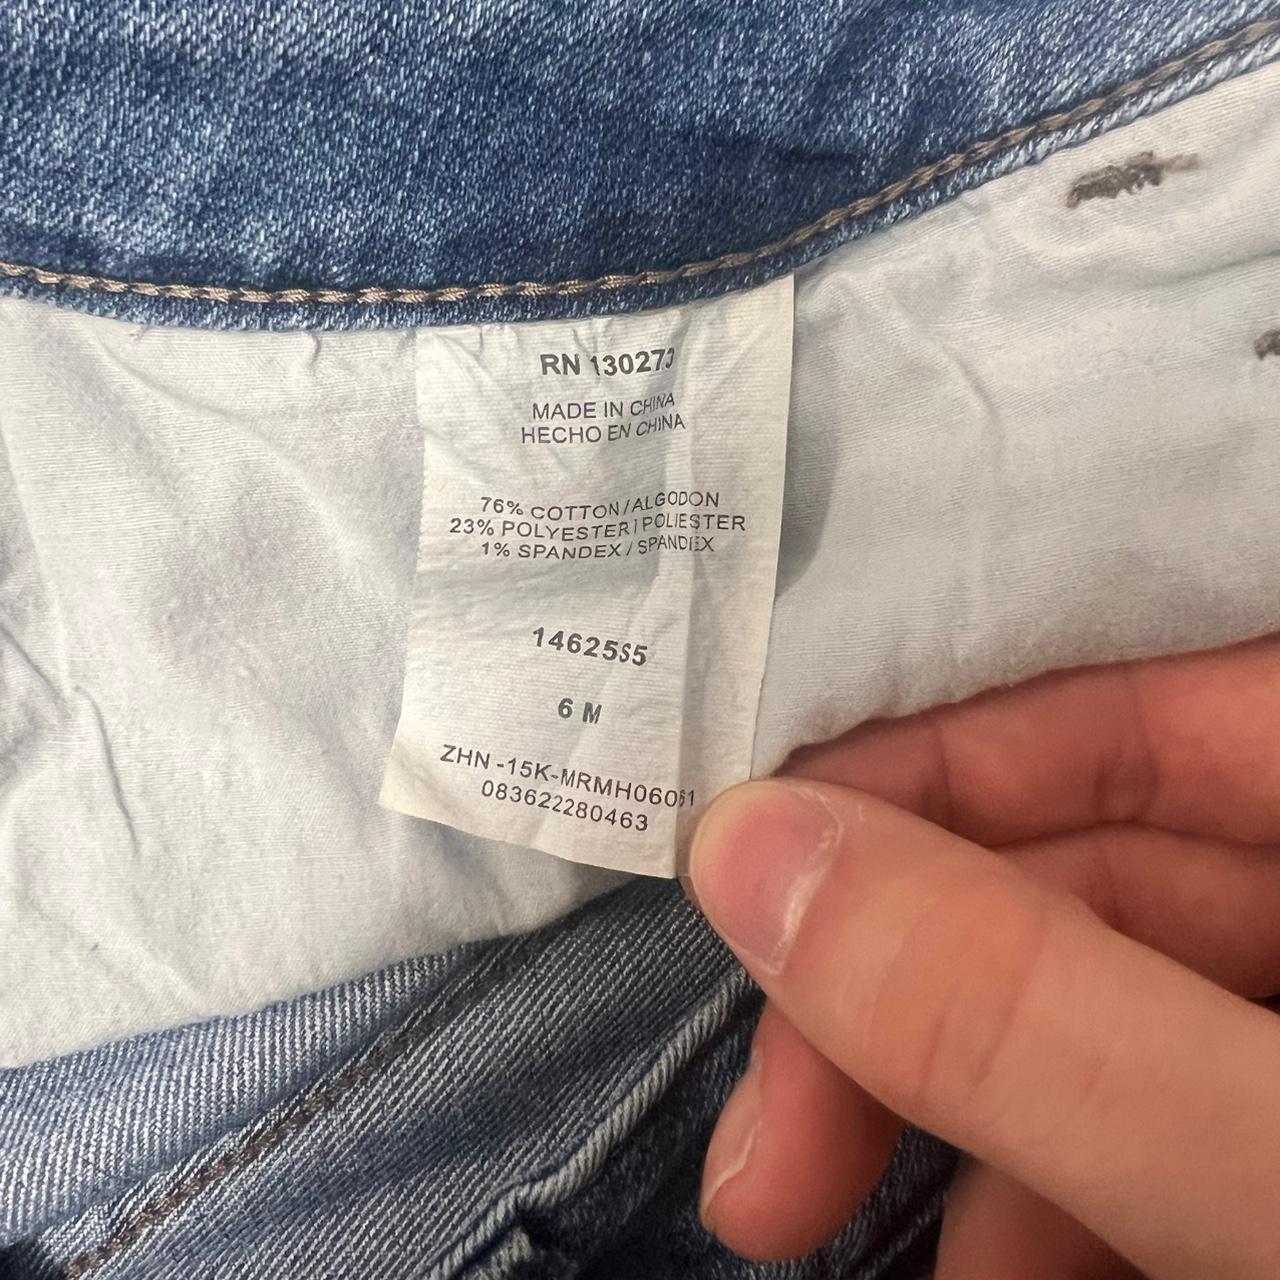 RN 130273
MADE IN CHINA
HECHO EN CHINA
76% COTTON / ALGODON
23% POLYESTER / POLIESTER
1% SPANDEX / SPANDEX
14625S5
6 M
ZHN -15K-MRMH06061
083622280463